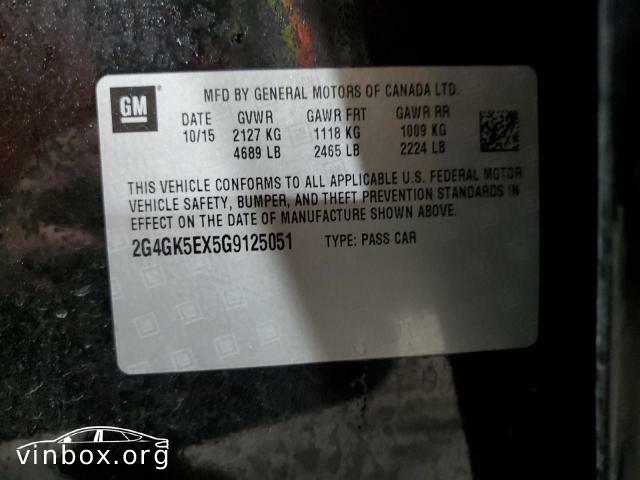 GM
MFD BY GENERAL MOTORS OF CANADA LTD.
DATE GVWR GAWR FRT GAWR RR
10/15 2127 KG 1118 KG 1009 KG
4689 LB 2465 LB 2224 LB
THIS VEHICLE CONFORMS TO ALL APPLICABLE U.S. FEDERAL MOTOR
VEHICLE SAFETY, BUMPER, AND THEFT PREVENTION STANDARDS IN
EFFECT ON THE DATE OF MANUFACTURE SHOWN ABOVE.
2G4GK5EX5G9125051 TYPE: PASS CAR
vinbox.org